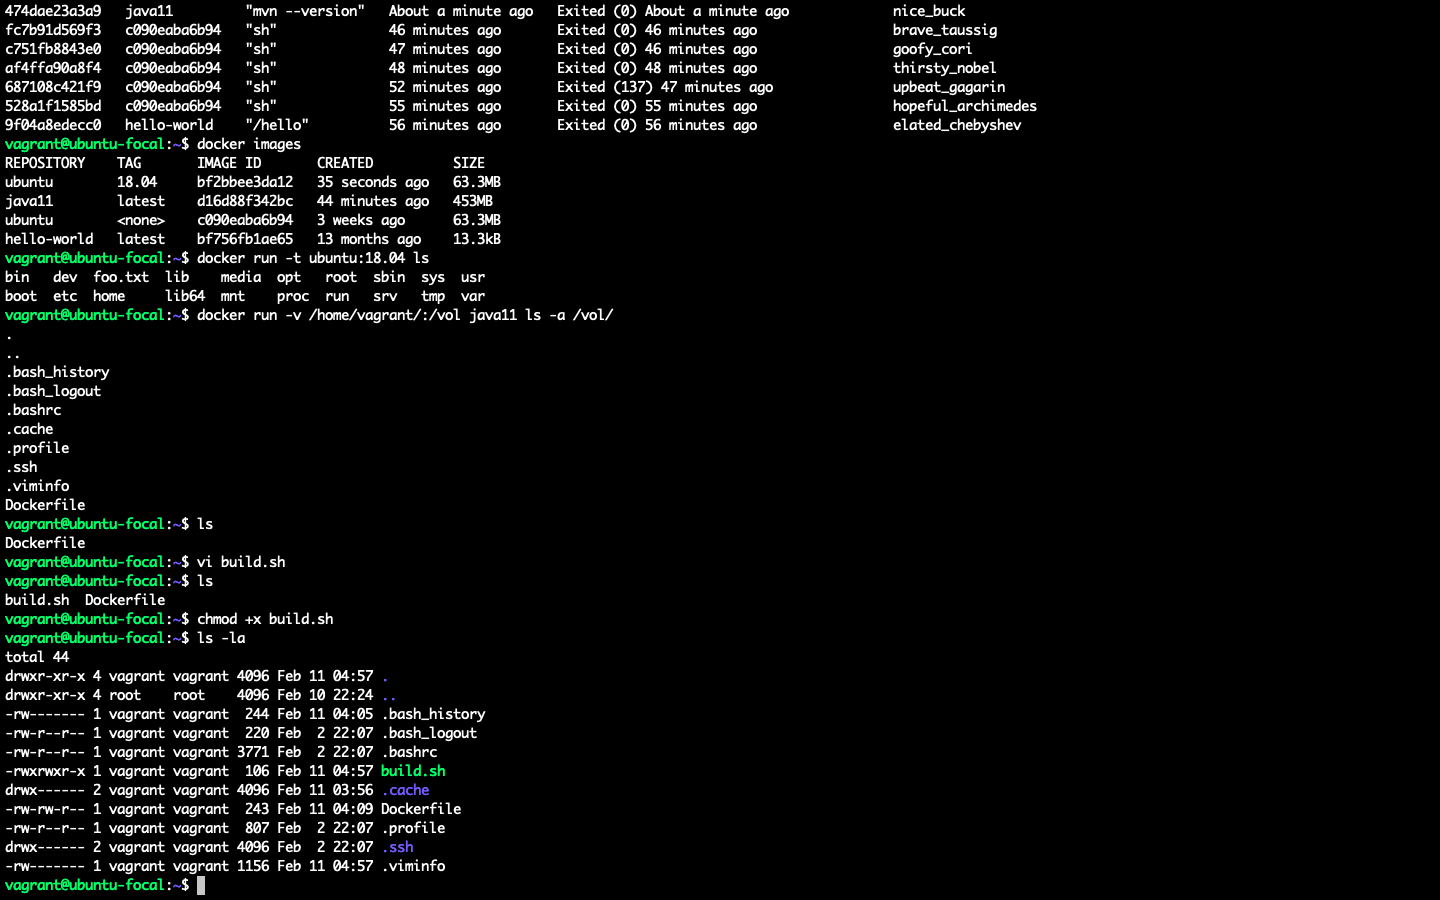 474dae23a3a9   java11         "mvn --version"   About a minute ago   Exited (0) About a minute ago             nice_buck
fc7b91d569f3   c090eaba6b94   "sh"              46 minutes ago       Exited (0) 46 minutes ago                 brave_taussig
c751fb8843e0   c090eaba6b94   "sh"              47 minutes ago       Exited (0) 46 minutes ago                 goofy_cori
af4ffa90a8f4   c090eaba6b94   "sh"              48 minutes ago       Exited (0) 48 minutes ago                 thirsty_nobel
687108c421f9   c090eaba6b94   "sh"              52 minutes ago       Exited (137) 47 minutes ago               upbeat_gagarin
528a1f1585bd   c090eaba6b94   "sh"              55 minutes ago       Exited (0) 55 minutes ago                 hopeful_archimedes
9f04a8edecc0   hello-world    "/hello"          56 minutes ago       Exited (0) 56 minutes ago                 elated_chebyshev
vagrant@ubuntu-focal:~$ docker images
REPOSITORY    TAG       IMAGE ID       CREATED          SIZE
ubuntu        18.04     bf2bbee3da12   35 seconds ago   63.3MB
java11        latest    d16d88f342bc   44 minutes ago   453MB
ubuntu        <none>    c090eaba6b94   3 weeks ago      63.3MB
hello-world   latest    bf756fb1ae65   13 months ago    13.3kB
vagrant@ubuntu-focal:~$ docker run -t ubuntu:18.04 ls
bin   dev  foo.txt  lib    media  opt   root  sbin  sys  usr
boot  etc  home     lib64  mnt    proc  run   srv   tmp  var
vagrant@ubuntu-focal:~$ docker run -v /home/vagrant/:/vol java11 ls -a /vol/
.
..
.bash_history
.bash_logout
.bashrc
.cache
.profile
.ssh
.viminfo
Dockerfile
vagrant@ubuntu-focal:~$ ls
Dockerfile
vagrant@ubuntu-focal:~$ vi build.sh
vagrant@ubuntu-focal:~$ ls
build.sh  Dockerfile
vagrant@ubuntu-focal:~$ chmod +x build.sh
vagrant@ubuntu-focal:~$ ls -la
total 44
drwxr-xr-x 4 vagrant vagrant 4096 Feb 11 04:57 .
drwxr-xr-x 4 root    root    4096 Feb 10 22:24 ..
-rw------- 1 vagrant vagrant  244 Feb 11 04:05 .bash_history
-rw-r--r-- 1 vagrant vagrant  220 Feb  2 22:07 .bash_logout
-rw-r--r-- 1 vagrant vagrant 3771 Feb  2 22:07 .bashrc
-rwxrwxr-x 1 vagrant vagrant  106 Feb 11 04:57 build.sh
drwx------ 2 vagrant vagrant 4096 Feb 11 03:56 .cache
-rw-rw-r-- 1 vagrant vagrant  243 Feb 11 04:09 Dockerfile
-rw-r--r-- 1 vagrant vagrant  807 Feb  2 22:07 .profile
drwx------ 2 vagrant vagrant 4096 Feb  2 22:07 .ssh
-rw------- 1 vagrant vagrant 1156 Feb 11 04:57 .viminfo
vagrant@ubuntu-focal:~$